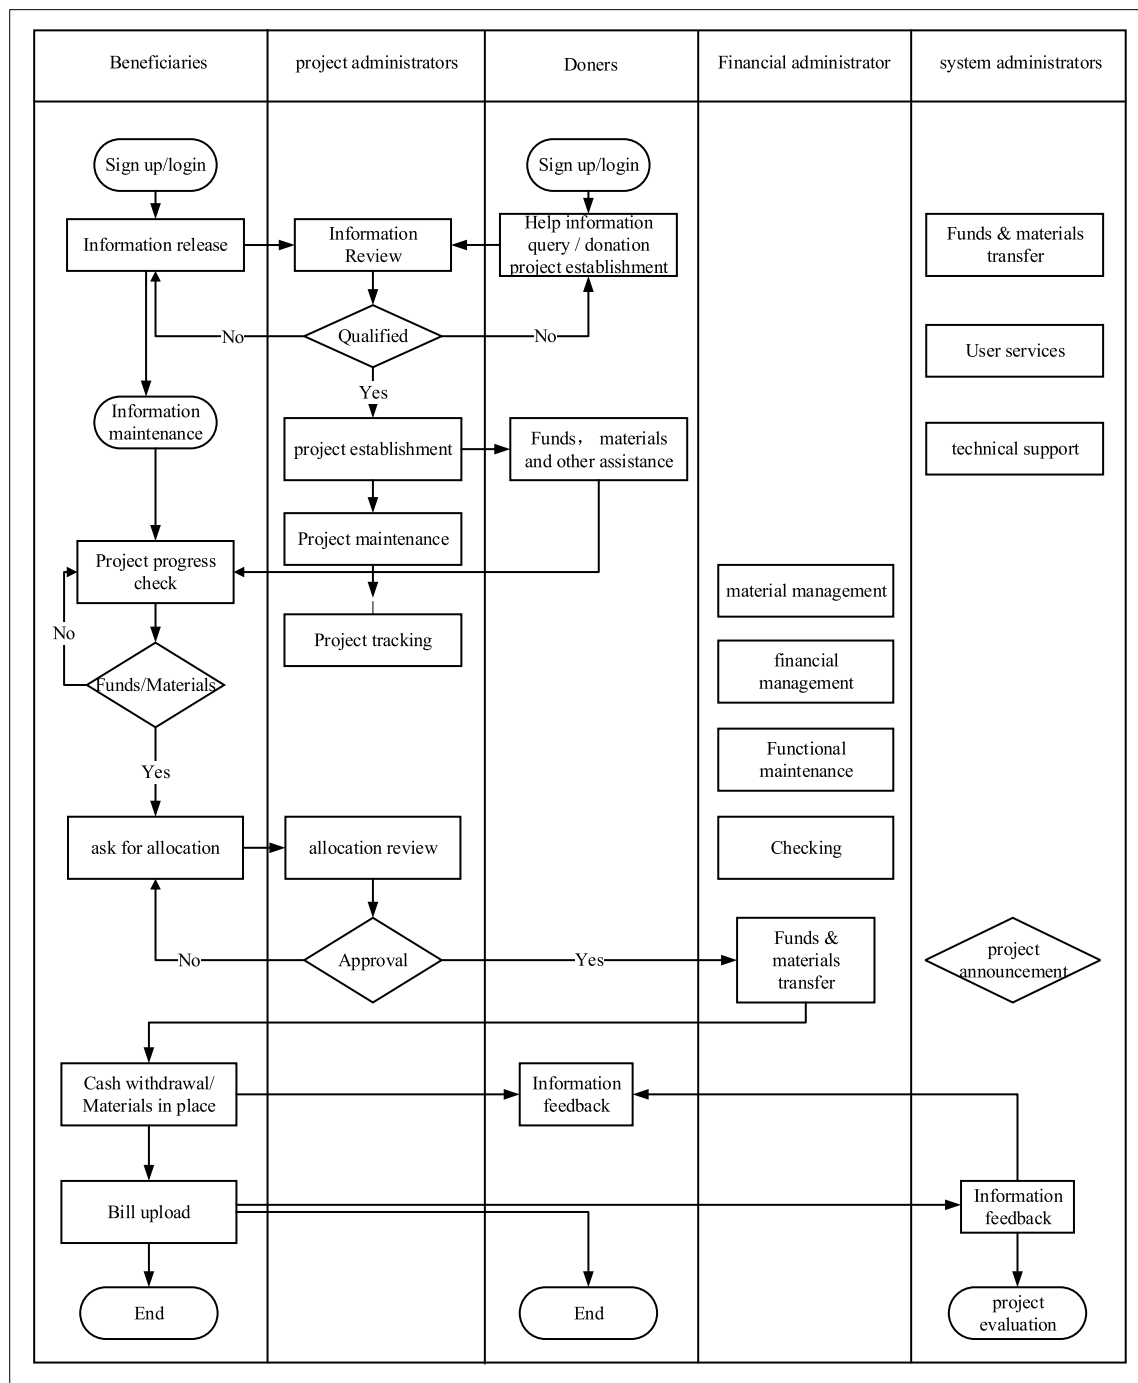 Beneficiaries
project administrators
Doners
Financial administrator
system administrators
Sign up/login
Sign up/login
Information release
Information
Review
Help information
query / donation
project establishment
Funds & materials
transfer
No
Qualified
No
User services
Yes
Information
maintenance
project establishment
Funds， materials
and other assistance
technical support
Project maintenance
Project progress
check
material management
No
Project tracking
financial
management
Funds/Materials
Functional
maintenance
Yes
ask for allocation
allocation review
Checking
No
Approval
Yes
Funds &
materials
transfer
project
announcement
Cash withdrawal/
Materials in place
Information
feedback
Bill upload
Information
feedback
End
End
project
evaluation